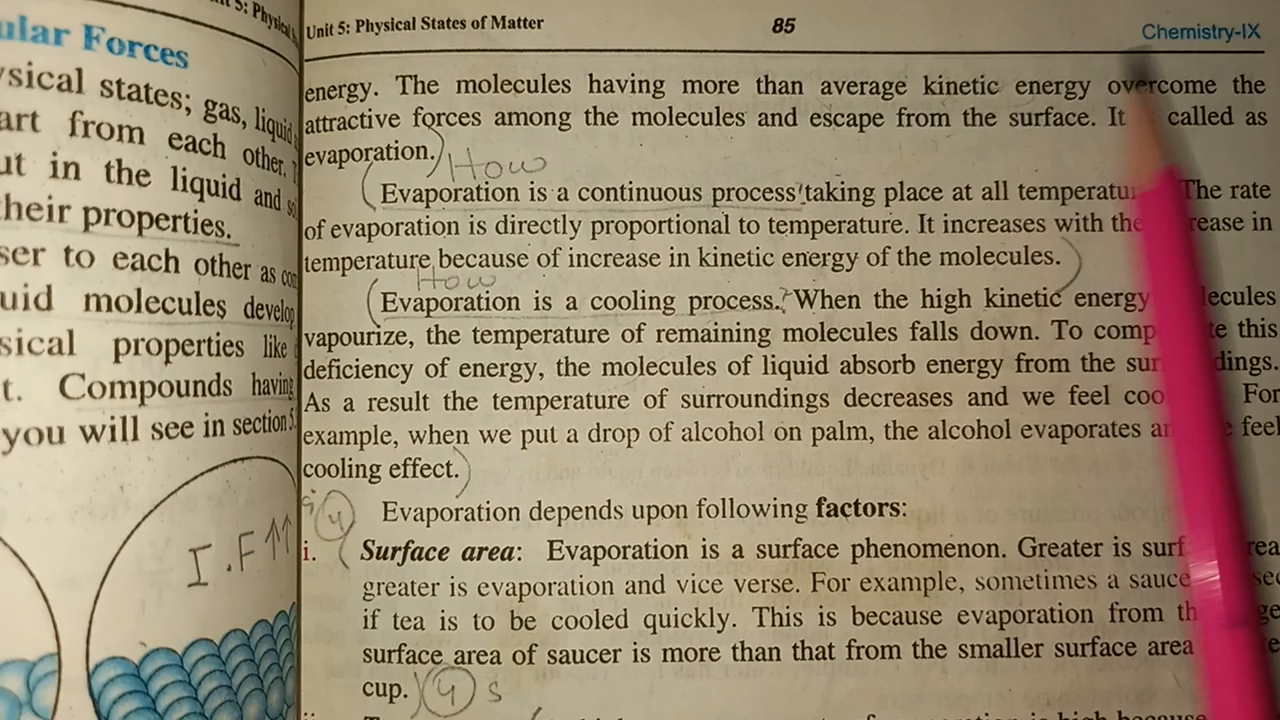 t 5: Physical
ular Forces
ysical states; gas, liquid
art from each other.
ut in the liquid and
their properties.
ser to each other as
uid molecules develop
sical properties like
t. Compounds having
you will see in section 5.
I.F↑↑
Unit 5: Physical States of Matter 85 Chemistry-IX
energy. The molecules having more than average kinetic energy overcome the
attractive forces among the molecules and escape from the surface. It called as
evaporation. How
Evaporation is a continuous process taking place at all temperatu The rate
of evaporation is directly proportional to temperature. It increases with the rease in
temperature because of increase in kinetic energy of the molecules.
How
Evaporation is a cooling process. When the high kinetic energy lecules
vapourize, the temperature of remaining molecules falls down. To comp te this
deficiency of energy, the molecules of liquid absorb energy from the sur dings.
As a result the temperature of surroundings decreases and we feel coo For
example, when we put a drop of alcohol on palm, the alcohol evaporates a feel
cooling effect.
4 Evaporation depends upon following factors:
i. Surface area: Evaporation is a surface phenomenon. Greater is surf rea
greater is evaporation and vice verse. For example, sometimes a sauce
if tea is to be cooled quickly. This is because evaporation from th
surface area of saucer is more than that from the smaller surface area
cup. 4 s